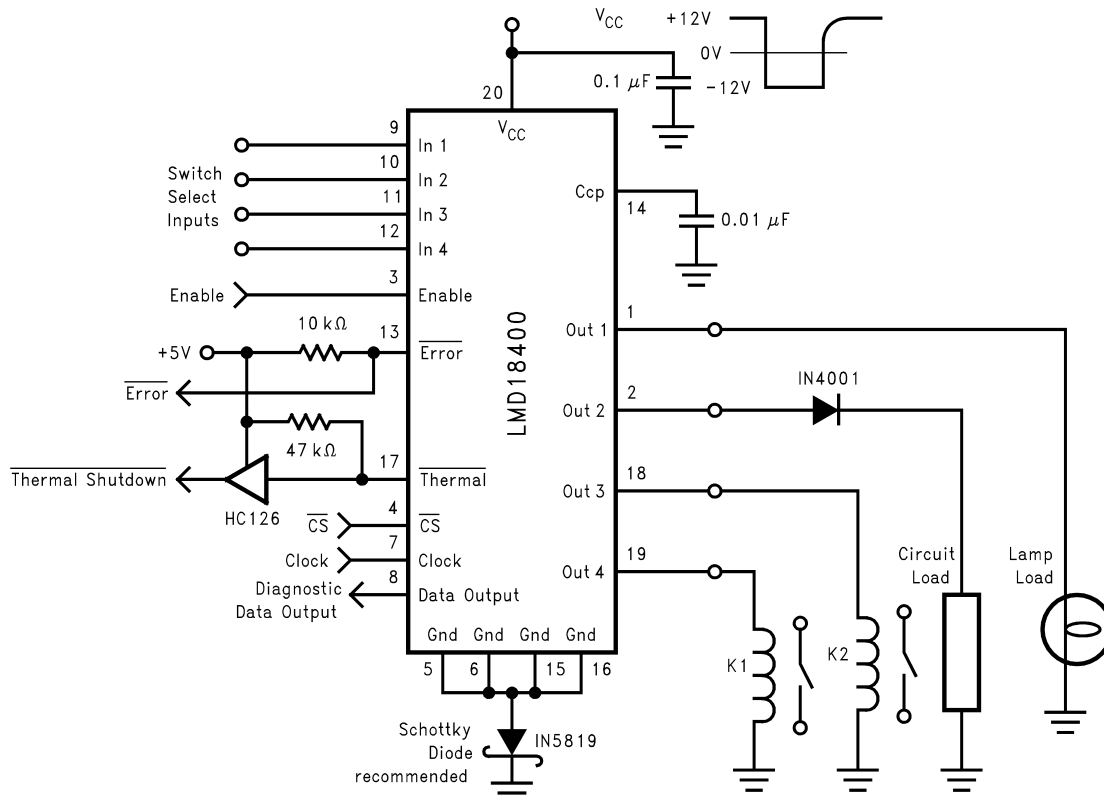 V_CC +12V
0V
-12V
0.1 μF
20
V_CC
9 In 1
10 In 2
11 In 3
12 In 4
Switch
Select
Inputs
3
Enable Enable
Ccp
14
0.01 μF
10 kΩ
13
+5V
Error
Error
47 kΩ
17
Thermal Shutdown
Thermal
HC126
4
CS CS
7
Clock Clock
8
Diagnostic
Data Output
Data Output
LMD18400
Out 1 1
Out 2 2
IN4001
Out 3 18
Out 4 19
Circuit
Load
Lamp
Load
K1
K2
Gnd Gnd Gnd Gnd
5 6 15 16
Schottky
Diode
recommended
IN5819